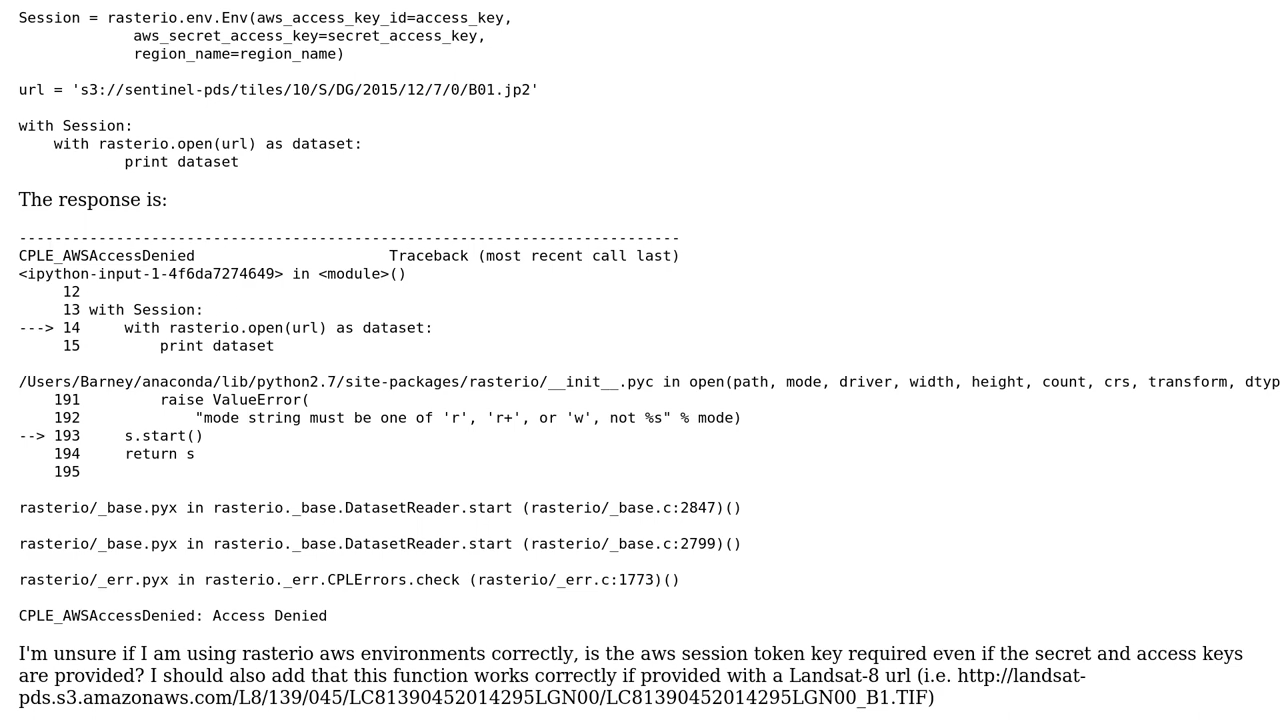 Session = rasterio.env.Env(aws_access_key_id=access_key,
             aws_secret_access_key=secret_access_key,
             region_name=region_name)
url = 's3://sentinel-pds/tiles/10/S/DG/2015/12/7/0/B01.jp2'
with Session:
    with rasterio.open(url) as dataset:
            print dataset
The response is:
---------------------------------------------------------------------------
CPLE_AWSAccessDenied                      Traceback (most recent call last)
<ipython-input-1-4f6da7274649> in <module>()
     12
     13 with Session:
---> 14     with rasterio.open(url) as dataset:
     15         print dataset
/Users/Barney/anaconda/lib/python2.7/site-packages/rasterio/__init__.pyc in open(path, mode, driver, width, height, count, crs, transform, dtyp
    191         raise ValueError(
    192             "mode string must be one of 'r', 'r+', or 'w', not %s" % mode)
--> 193     s.start()
    194     return s
    195
rasterio/_base.pyx in rasterio._base.DatasetReader.start (rasterio/_base.c:2847)()
rasterio/_base.pyx in rasterio._base.DatasetReader.start (rasterio/_base.c:2799)()
rasterio/_err.pyx in rasterio._err.CPLErrors.check (rasterio/_err.c:1773)()
CPLE_AWSAccessDenied: Access Denied
I'm unsure if I am using rasterio aws environments correctly, is the aws session token key required even if the secret and access keys
are provided? I should also add that this function works correctly if provided with a Landsat-8 url (i.e. http://landsat-
pds.s3.amazonaws.com/L8/139/045/LC81390452014295LGN00/LC81390452014295LGN00_B1.TIF)